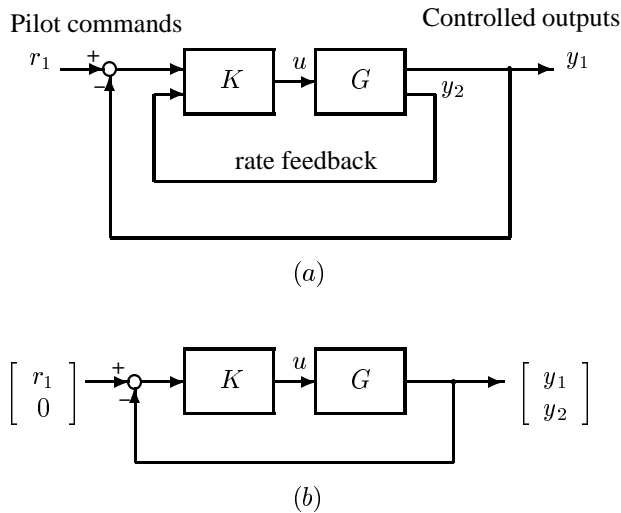 Pilot commands
Controlled outputs
r₁ + − K u G y₁
y₂
rate feedback
(a)
[ r₁ 0 ] + − K u G [ y₁ y₂ ]
(b)